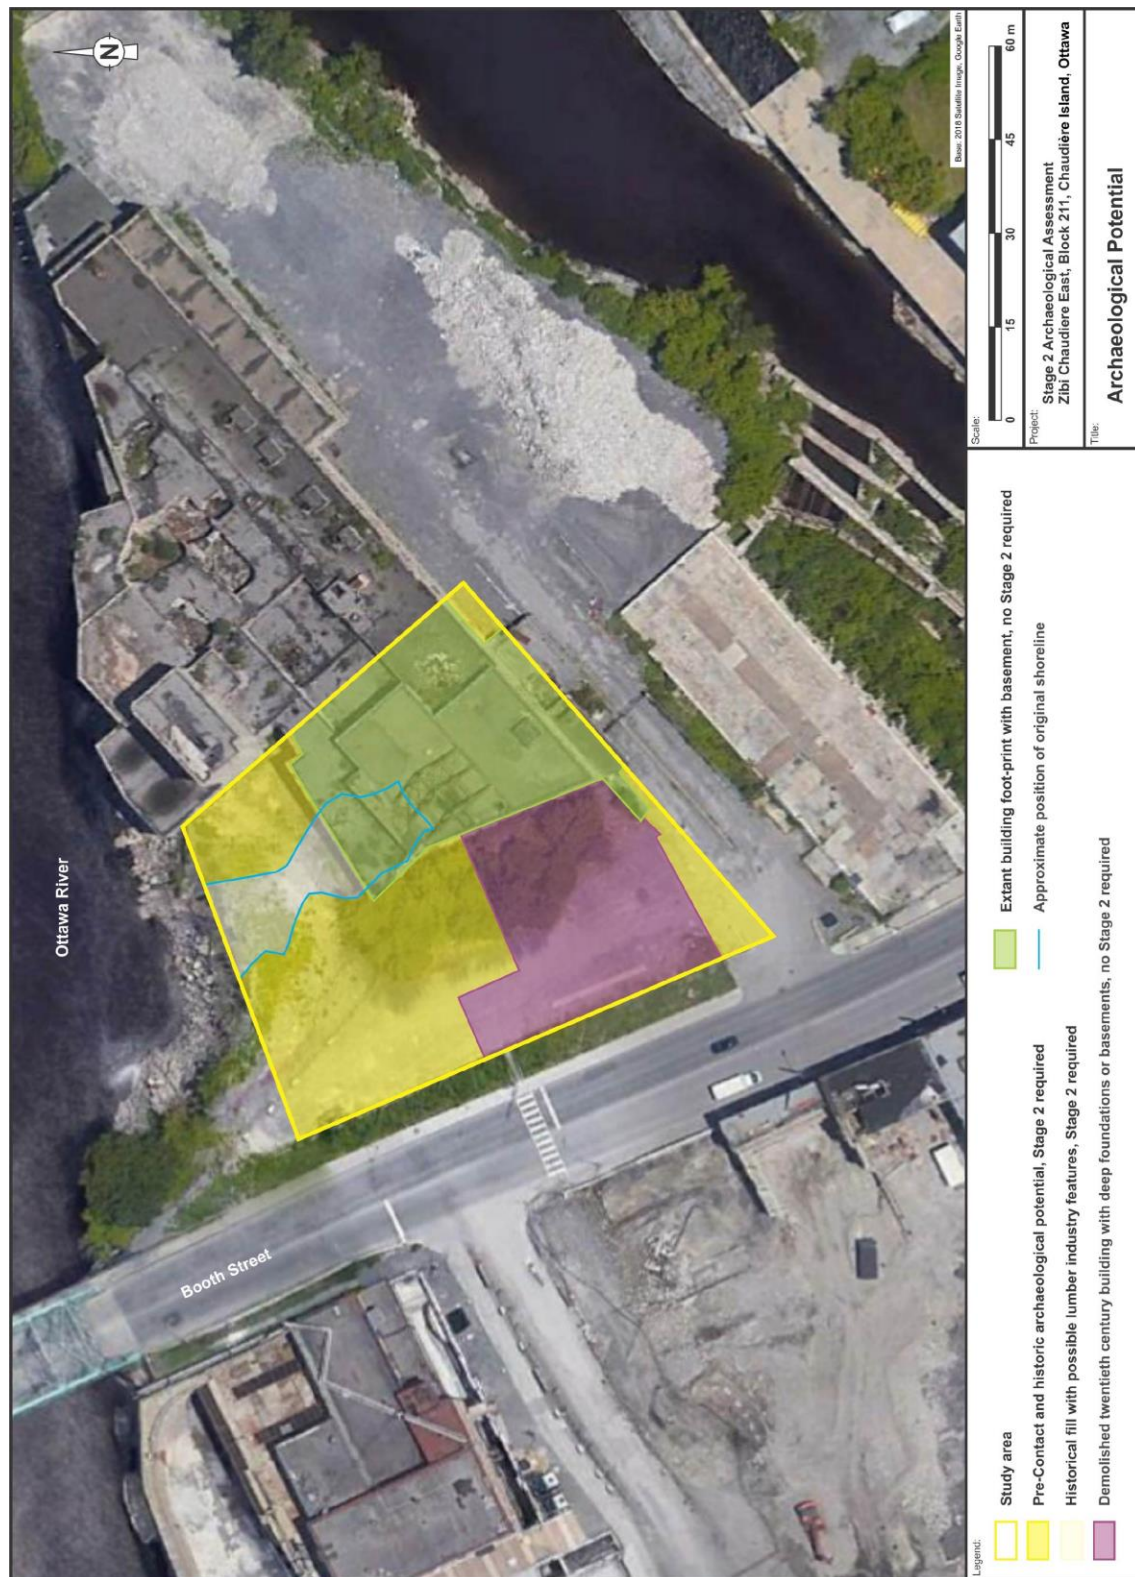 N
Ottawa River
Booth Street
Base: 2018 Satellite Image, Google Earth
Legend:
Study area
Pre-Contact and historic archaeological potential, Stage 2 required
Historical fill with possible lumber industry features, Stage 2 required
Demolished twentieth century building with deep foundations or basements, no Stage 2 required
Extant building foot-print with basement, no Stage 2 required
Approximate position of original shoreline
Scale:
0 15 30 45 60 m
Project:
Stage 2 Archaeological Assessment
Zibi Chaudiere East, Block 211, Chaudière Island, Ottawa
Title:
Archaeological Potential